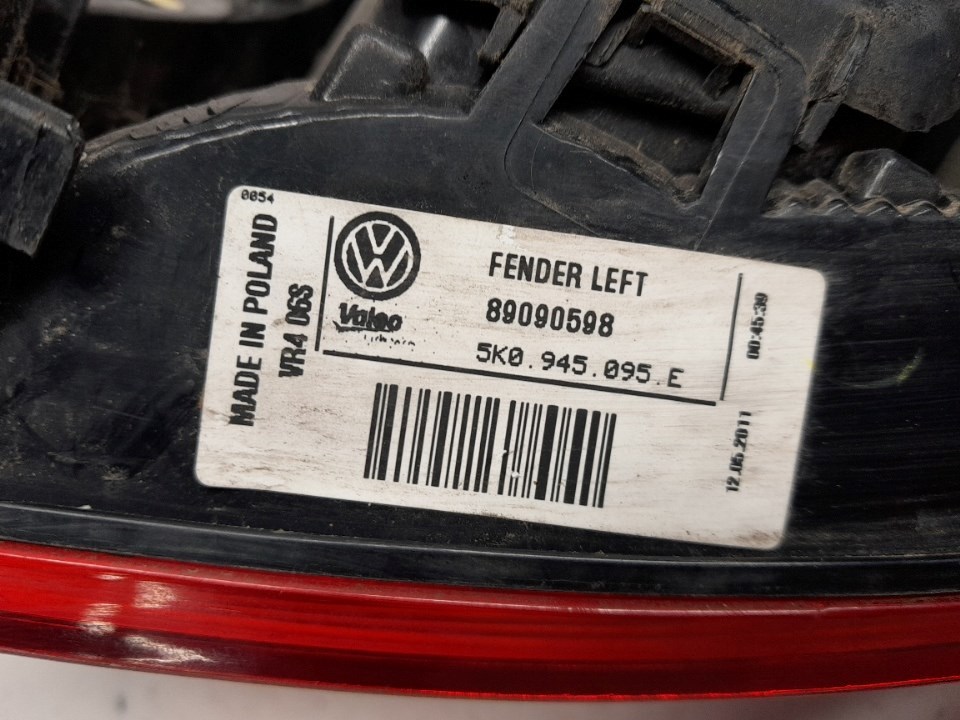 0054
MADE IN POLAND
VR4 06S
Valeo
FENDER LEFT
89090598
5K0.945.095.E
00:45:39
12.05.2011